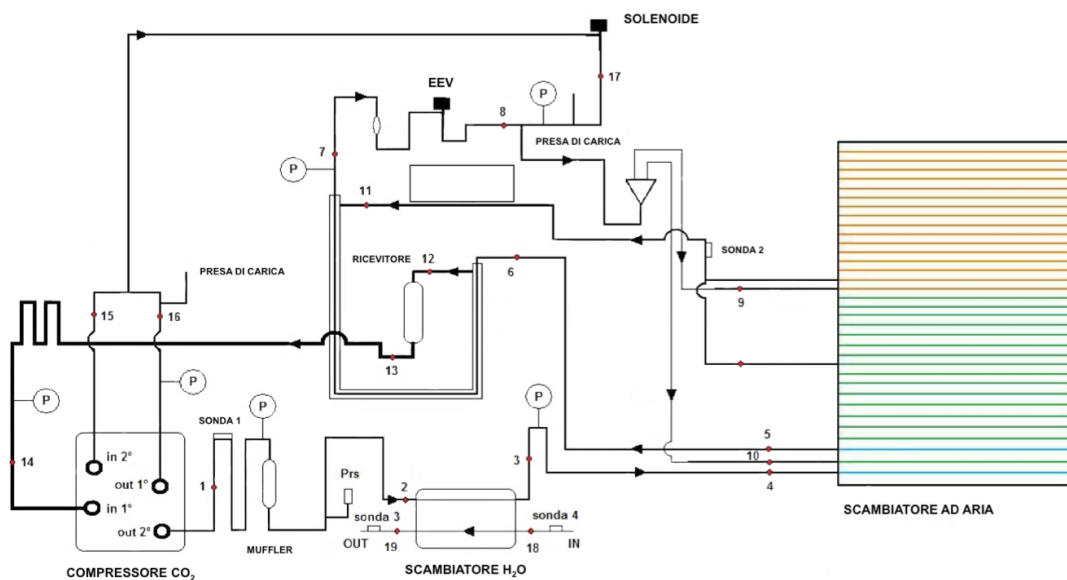 SOLENOIDE
17
EEV
P
8
PRESA DI CARICA
7
P
11
SONDA 2
RICEVITORE
12
6
PRESA DI CARICA
9
15
16
13
P
P
P
P
SONDA 1
14
in 2°
out 1°
in 1°
out 2°
1
Prs
2
3
5
10
4
sonda 3
sonda 4
OUT
19
18
IN
MUFFLER
SCAMBIATORE AD ARIA
COMPRESSORE CO₂
SCAMBIATORE H₂O